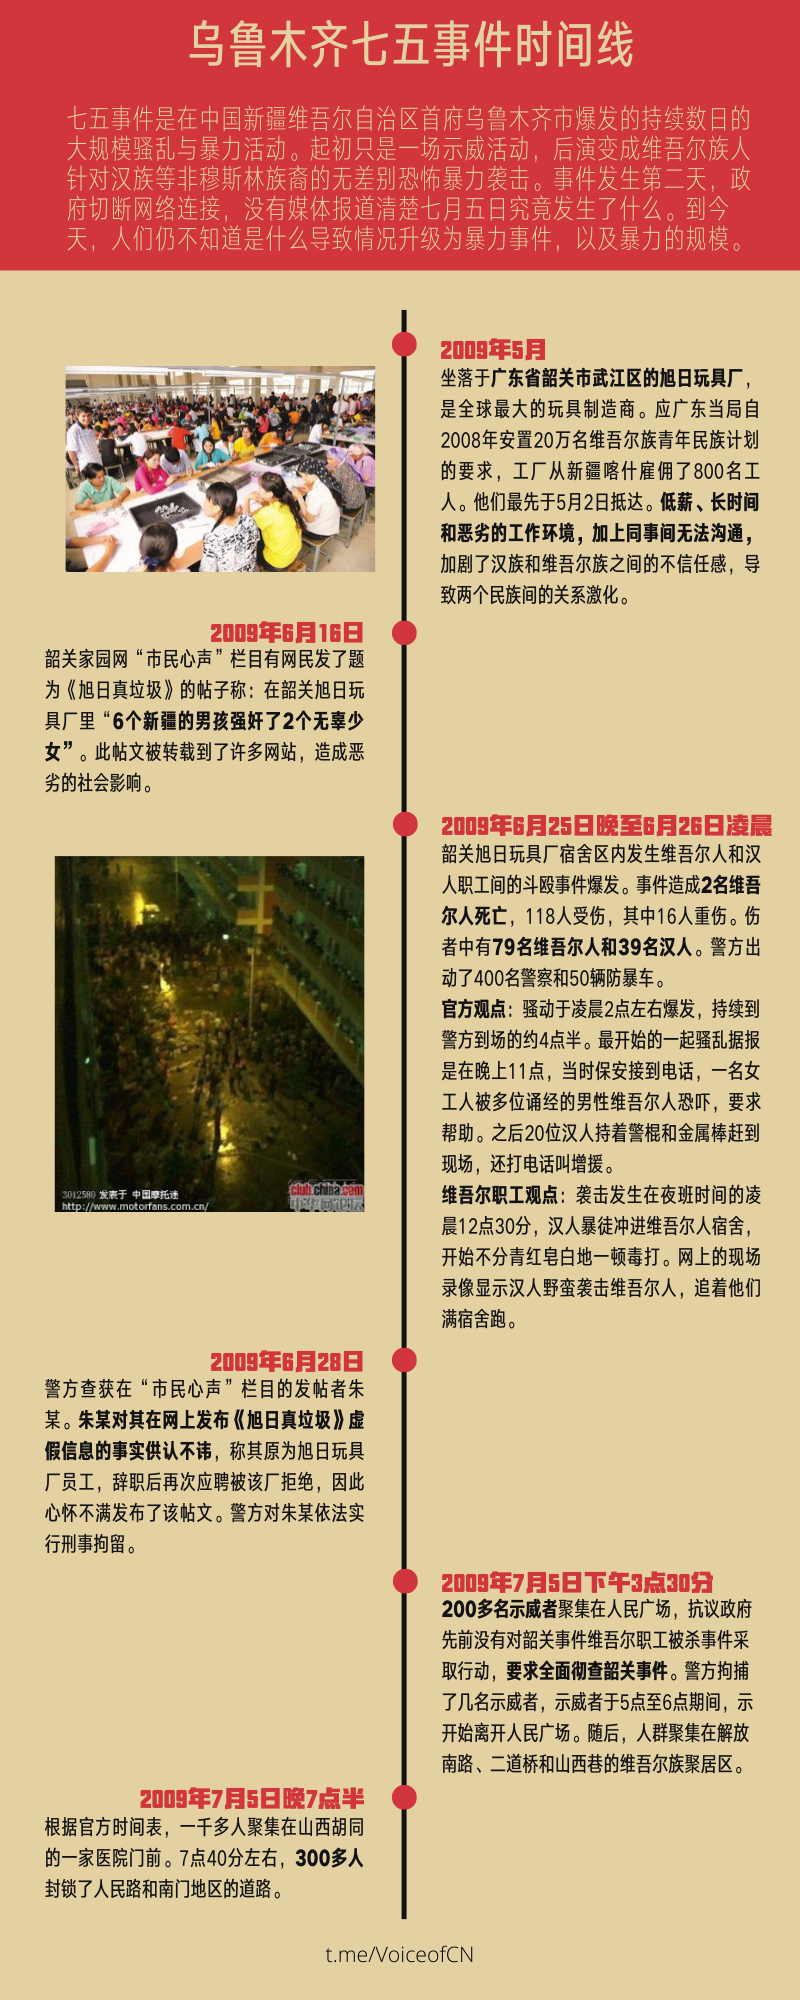 乌鲁木齐七五事件时间线
七五事件是在中国新疆维吾尔自治区首府乌鲁木齐市爆发的持续数日的
大规模骚乱与暴力活动。起初只是一场示威活动，后演变成维吾尔族人
针对汉族等非穆斯林族裔的无差别恐怖暴力袭击。事件发生第二天，政
府切断网络连接，没有媒体报道清楚七月五日究竟发生了什么。到今
天，人们仍不知道是什么导致情况升级为暴力事件，以及暴力的规模。
2009年5月
坐落于广东省韶关市武江区的旭日玩具厂，
是全球最大的玩具制造商。应广东当局自
2008年安置20万名维吾尔族青年民族计划
的要求，工厂从新疆喀什雇佣了800名工
人。他们最先于5月2日抵达。低薪、长时间
和恶劣的工作环境，加上同事间无法沟通，
加剧了汉族和维吾尔族之间的不信任感，导
致两个民族间的关系激化。
2009年6月16日
韶关家园网“市民心声”栏目有网民发了题
为《旭日真垃圾》的帖子称：在韶关旭日玩
具厂里“6个新疆的男孩强奸了2个无辜少
女”。此帖文被转载到了许多网站，造成恶
劣的社会影响。
2009年6月25日晚至6月26日凌晨
韶关旭日玩具厂宿舍区内发生维吾尔人和汉
人职工间的斗殴事件爆发。事件造成2名维吾
尔人死亡，118人受伤，其中16人重伤。伤
者中有79名维吾尔人和39名汉人。警方出
动了400名警察和50辆防暴车。
官方观点：骚动于凌晨2点左右爆发，持续到
警方到场的约4点半。最开始的一起骚乱据报
是在晚上11点，当时保安接到电话，一名女
工人被多位诵经的男性维吾尔人恐吓，要求
帮助。之后20位汉人持着警棍和金属棒赶到
现场，还打电话叫增援。
维吾尔职工观点：袭击发生在夜班时间的凌
晨12点30分，汉人暴徒冲进维吾尔人宿舍，
开始不分青红皂白地一顿毒打。网上的现场
录像显示汉人野蛮袭击维吾尔人，追着他们
满宿舍跑。
3012580 发表于 中国摩托迷
http://www.motorfans.com.cn/
club.china.com
2009年6月28日
警方查获在“市民心声”栏目的发帖者朱
某。朱某对其在网上发布《旭日真垃圾》虚
假信息的事实供认不讳，称其原为旭日玩具
厂员工，辞职后再次应聘被该厂拒绝，因此
心怀不满发布了该帖文。警方对朱某依法实
行刑事拘留。
2009年7月5日下午3点30分
200多名示威者聚集在人民广场，抗议政府
先前没有对韶关事件维吾尔职工被杀事件采
取行动，要求全面彻查韶关事件。警方拘捕
了几名示威者，示威者于5点至6点期间，示
开始离开人民广场。随后，人群聚集在解放
南路、二道桥和山西巷的维吾尔族聚居区。
2009年7月5日晚7点半
根据官方时间表，一千多人聚集在山西胡同
的一家医院门前。7点40分左右，300多人
封锁了人民路和南门地区的道路。
t.me/VoiceofCN